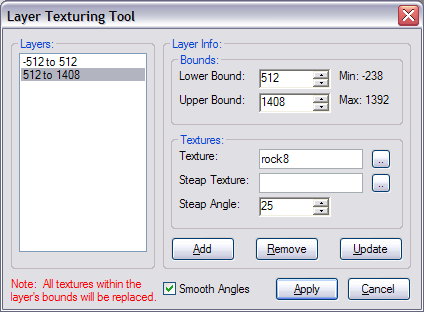 Layer Texturing Tool
Layers:
-512 to 512
512 to 1408
Layer Info:
Bounds:
Lower Bound: 512 Min: -238
Upper Bound: 1408 Max: 1392
Textures:
Texture: rock8 ..
Steap Texture: ..
Steap Angle: 25
Add Remove Update
Note: All textures within the
layer's bounds will be replaced.
Smooth Angles Apply Cancel